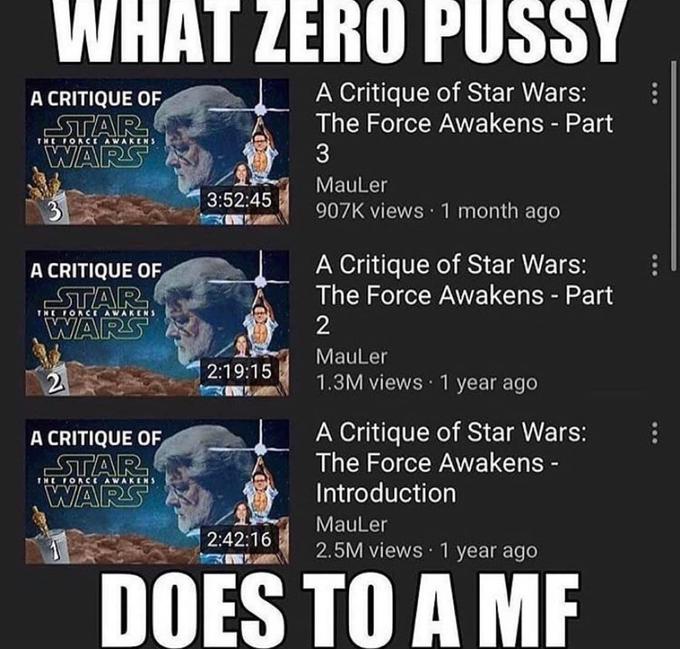 WHAT ZERO PUSSY
A CRITIQUE OF
STAR
THE FORCE AWAKENS
WARS
3
3:52:45
A Critique of Star Wars:
The Force Awakens - Part
3
MauLer
907K views · 1 month ago
A CRITIQUE OF
STAR
THE FORCE AWAKENS
WARS
2
2:19:15
A Critique of Star Wars:
The Force Awakens - Part
2
MauLer
1.3M views · 1 year ago
A CRITIQUE OF
STAR
THE FORCE AWAKENS
WARS
1
2:42:16
A Critique of Star Wars:
The Force Awakens -
Introduction
MauLer
2.5M views · 1 year ago
DOES TO A MF